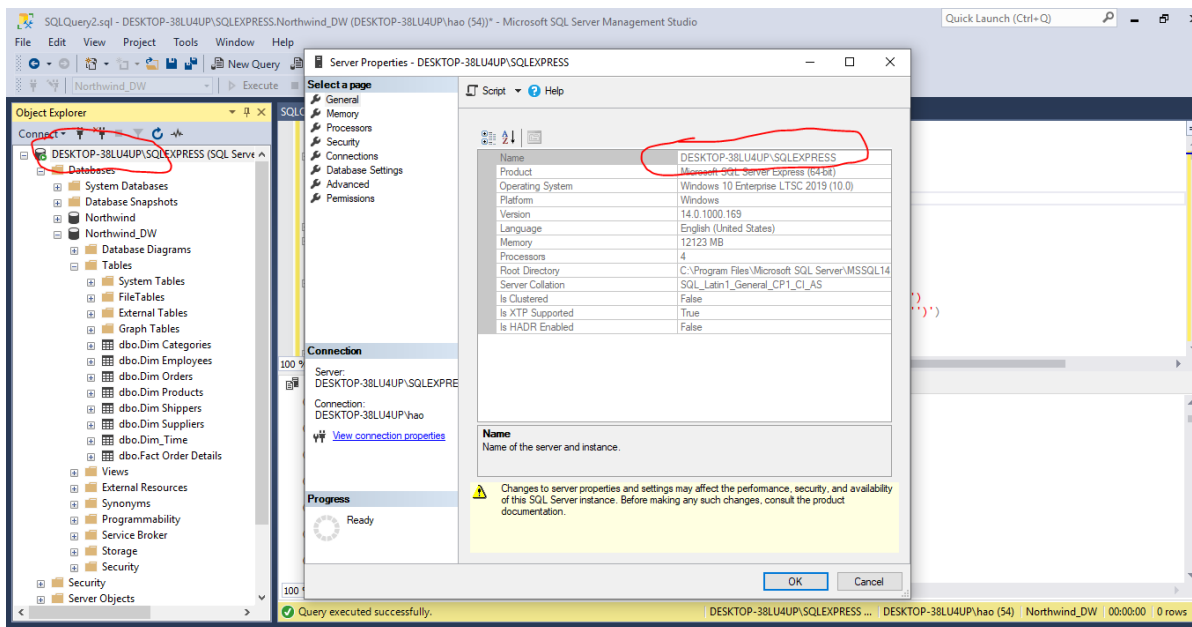 SQLQuery2.sql - DESKTOP-38LU4UP\SQLEXPRESS.Northwind_DW (DESKTOP-38LU4UP\hao (54))* - Microsoft SQL Server Management Studio
Quick Launch (Ctrl+Q)
File Edit View Project Tools Window Help
New Query
Northwind_DW
Execute
Object Explorer
Connect
DESKTOP-38LU4UP\SQLEXPRESS (SQL Serve
Databases
System Databases
Database Snapshots
Northwind
Northwind_DW
Database Diagrams
Tables
System Tables
FileTables
External Tables
Graph Tables
dbo.Dim Categories
dbo.Dim Employees
dbo.Dim Orders
dbo.Dim Products
dbo.Dim Shippers
dbo.Dim Suppliers
dbo.Dim_Time
dbo.Fact Order Details
Views
External Resources
Synonyms
Programmability
Service Broker
Storage
Security
Security
Server Objects
SQLQ
100 %
100
')
'')')
Server Properties - DESKTOP-38LU4UP\SQLEXPRESS
Select a page
General
Memory
Processors
Security
Connections
Database Settings
Advanced
Permissions
Script Help
Name DESKTOP-38LU4UP\SQLEXPRESS
Product Microsoft SQL Server Express (64-bit)
Operating System Windows 10 Enterprise LTSC 2019 (10.0)
Platform Windows
Version 14.0.1000.169
Language English (United States)
Memory 12123 MB
Processors 4
Root Directory C:\Program Files\Microsoft SQL Server\MSSQL14
Server Collation SQL_Latin1_General_CP1_CI_AS
Is Clustered False
Is XTP Supported True
Is HADR Enabled False
Connection
Server:
DESKTOP-38LU4UP\SQLEXPRE
Connection:
DESKTOP-38LU4UP\hao
View connection properties
Progress
Ready
Name
Name of the server and instance.
Changes to server properties and settings may affect the performance, security, and availability
of this SQL Server instance. Before making any such changes, consult the product
documentation.
OK Cancel
Query executed successfully.
DESKTOP-38LU4UP\SQLEXPRESS ... DESKTOP-38LU4UP\hao (54) Northwind_DW 00:00:00 0 rows